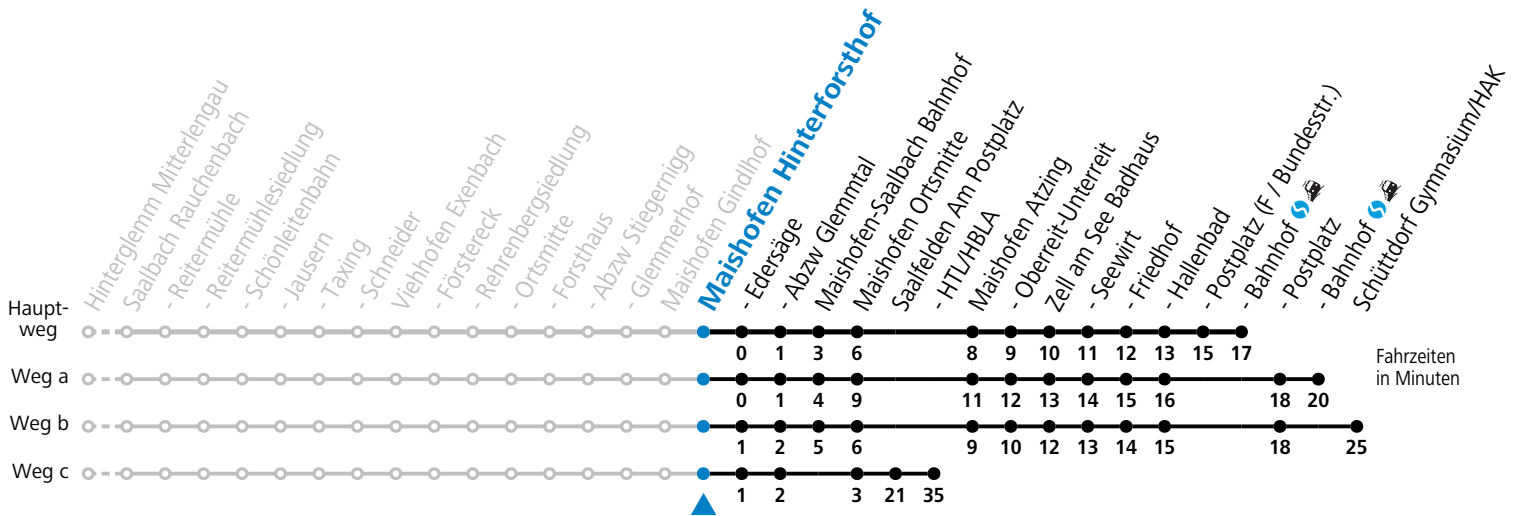 Hinterglemm Mitterlengau
Saalbach Rauchenbach
- Reitermühle
- Reitermühlesiedlung
- Schönleitenbahn
- Jausern
- Taxing
- Schneider
Viehhofen Exenbach
- Förstereck
- Rehrenbergsiedlung
- Ortsmitte
- Forsthaus
- Abzw Stiegernigg
- Glemmerhof
Maishofen Gindlhof
Maishofen Hinterforsthof
- Edersäge
- Abzw Glemmtal
Maishofen-Saalbach Bahnhof
Maishofen Ortsmitte
Saalfelden Am Postplatz
- HTL/HBLA
Maishofen Atzing
- Oberreit-Unterreit
Zell am See Badhaus
- Seewirt
- Friedhof
- Hallenbad
- Postplatz (F / Bundesstr.)
- Bahnhof
- Postplatz
- Bahnhof
Schüttdorf Gymnasium/HAK
Haupt-
weg
0 1 3 6 8 9 10 11 12 13 15 17
Fahrzeiten
in Minuten
Weg a
0 1 4 9 11 12 13 14 15 16 18 20
Weg b
1 2 5 6 9 10 12 13 14 15 18 25
Weg c
1 2 3 21 35